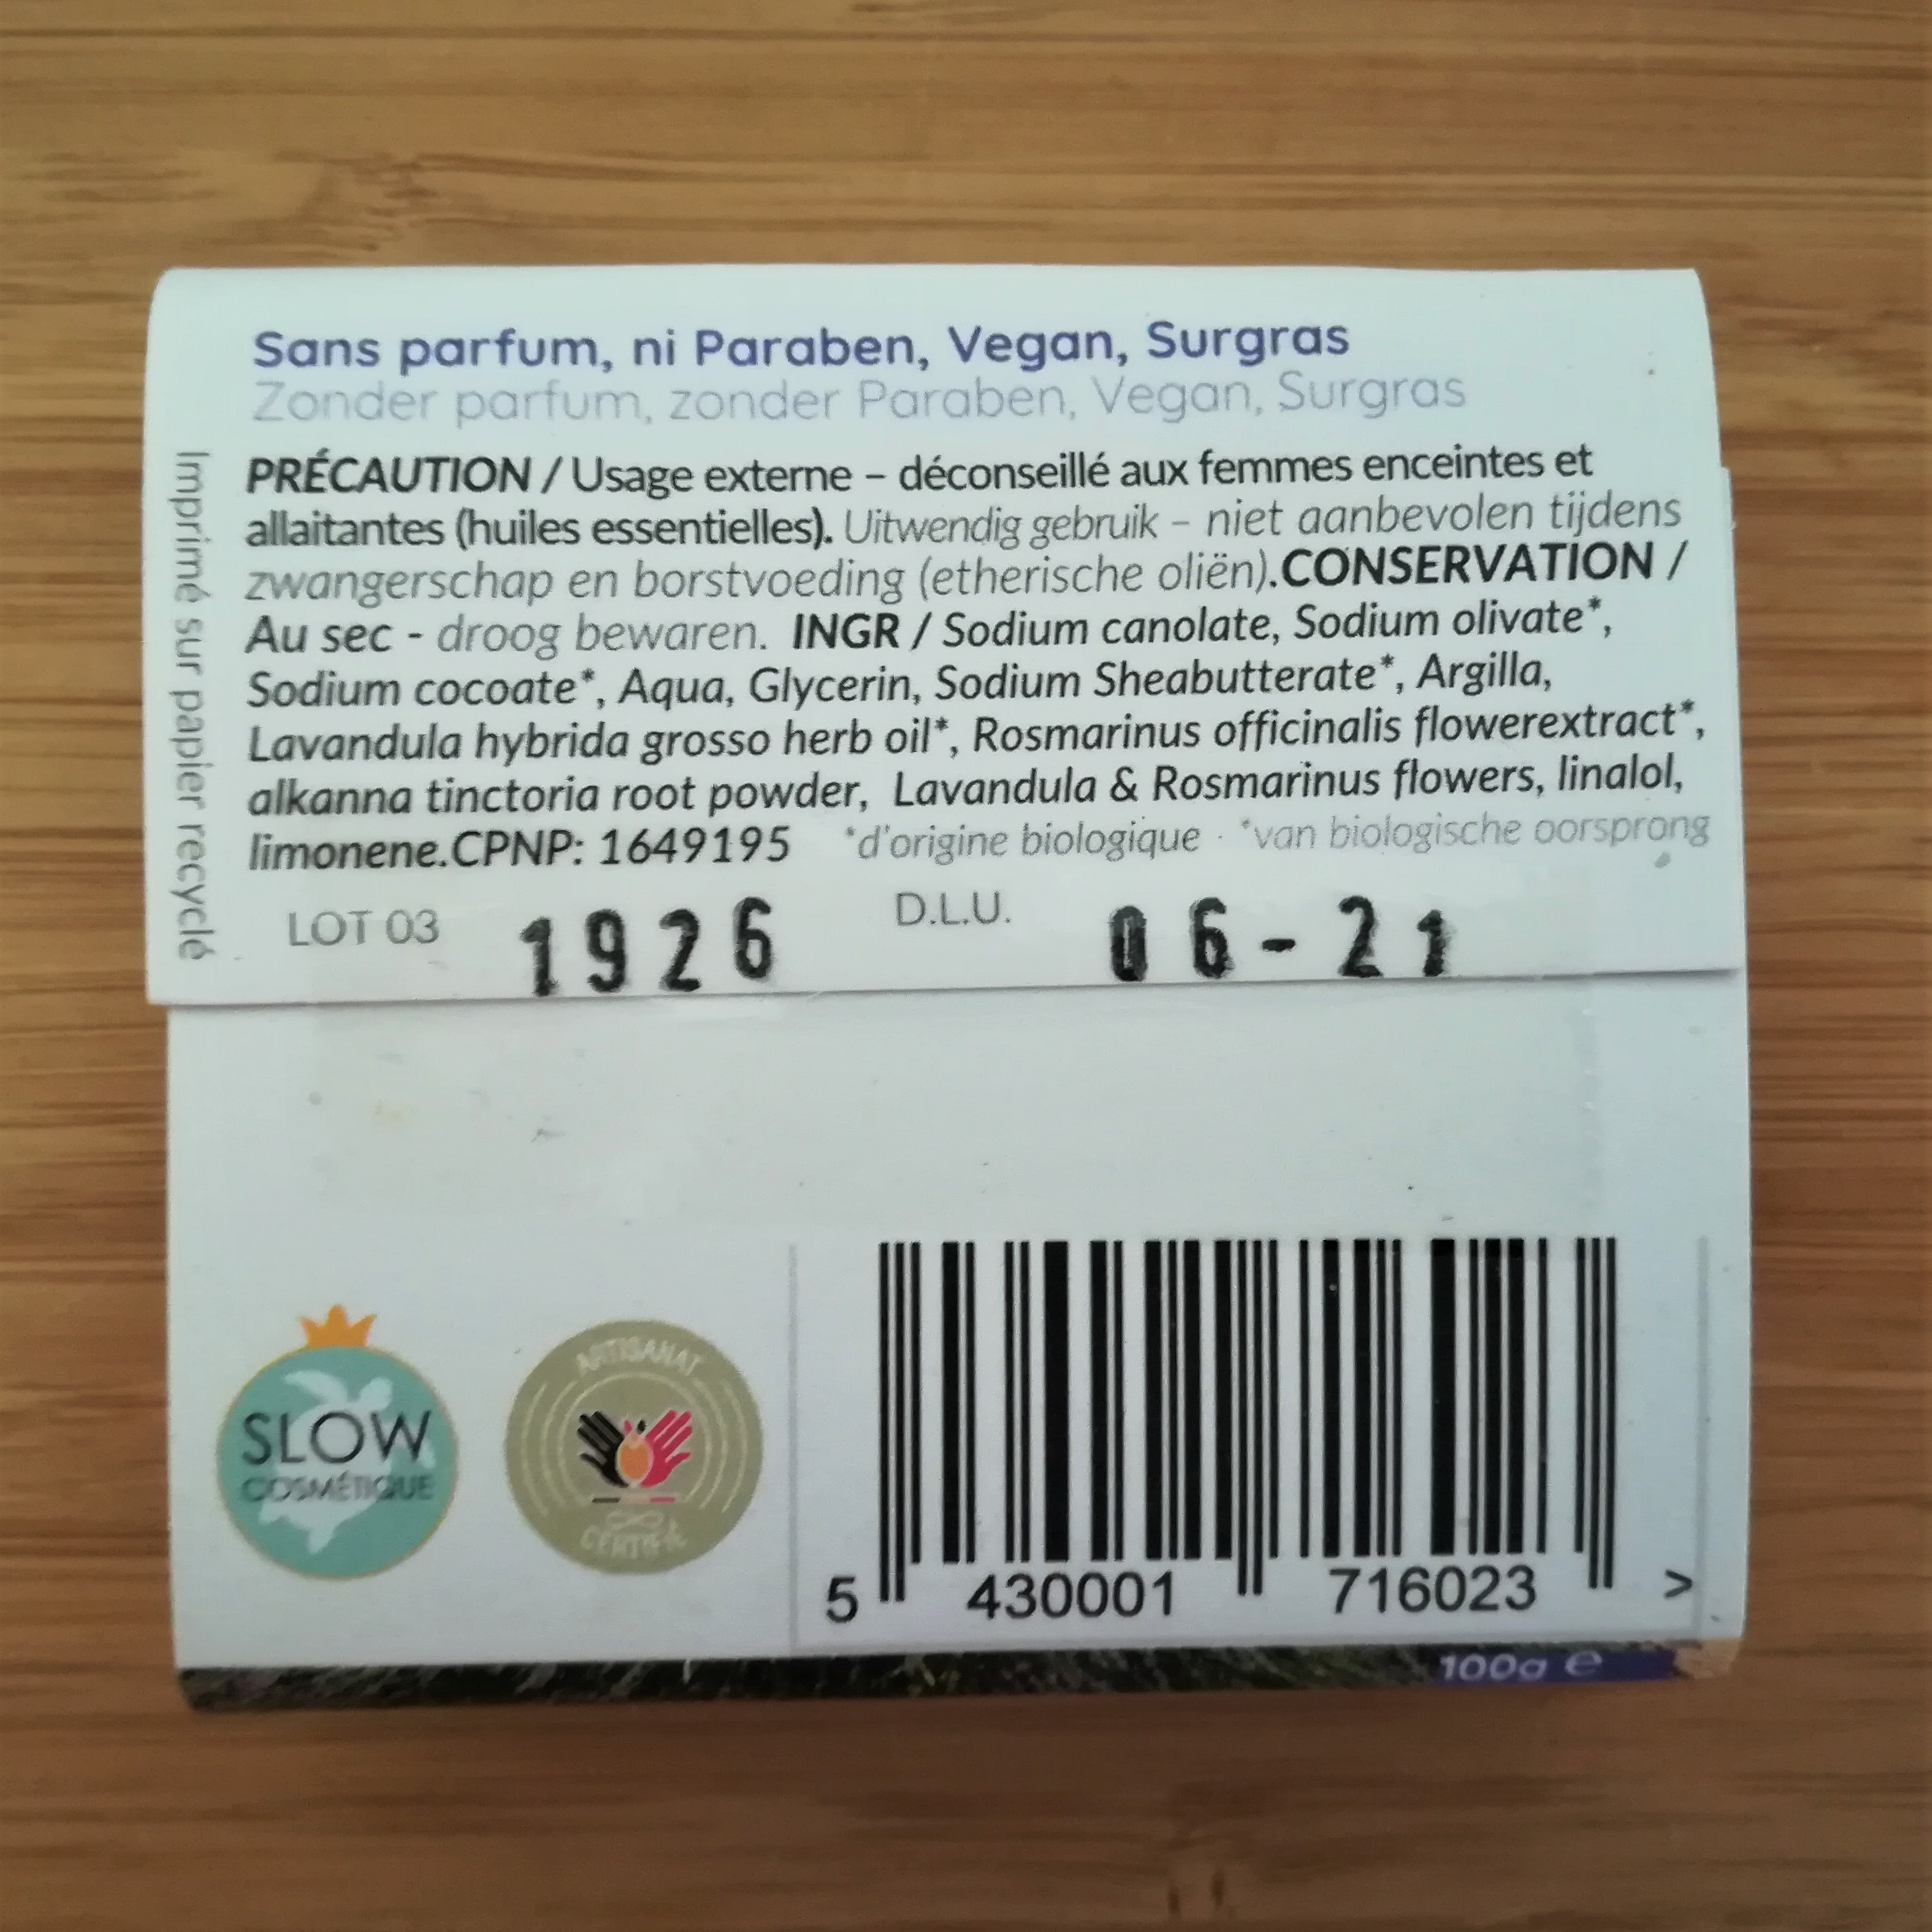 Sans parfum, ni Paraben, Vegan, Surgras
Zonder parfum, zonder Paraben, Vegan, Surgras
PRÉCAUTION / Usage externe – déconseillé aux femmes enceintes et
allaitantes (huiles essentielles). Uitwendig gebruik – niet aanbevolen tijdens
zwangerschap en borstvoeding (etherische oliën).CONSERVATION /
Au sec - droog bewaren. INGR / Sodium canolate, Sodium olivate*,
Sodium cocoate*, Aqua, Glycerin, Sodium Sheabutterate*, Argilla,
Lavandula hybrida grosso herb oil*, Rosmarinus officinalis flowerextract*,
alkanna tinctoria root powder, Lavandula & Rosmarinus flowers, linalol,
limonene.CPNP: 1649195 *d'origine biologique · *van biologische oorsprong
Imprimé sur papier recyclé
LOT 03 1926 D.L.U. 06-21
SLOW
COSMÉTIQUE
ARTISANAT
CERTIFIÉ
5 430001 716023 >
100g e